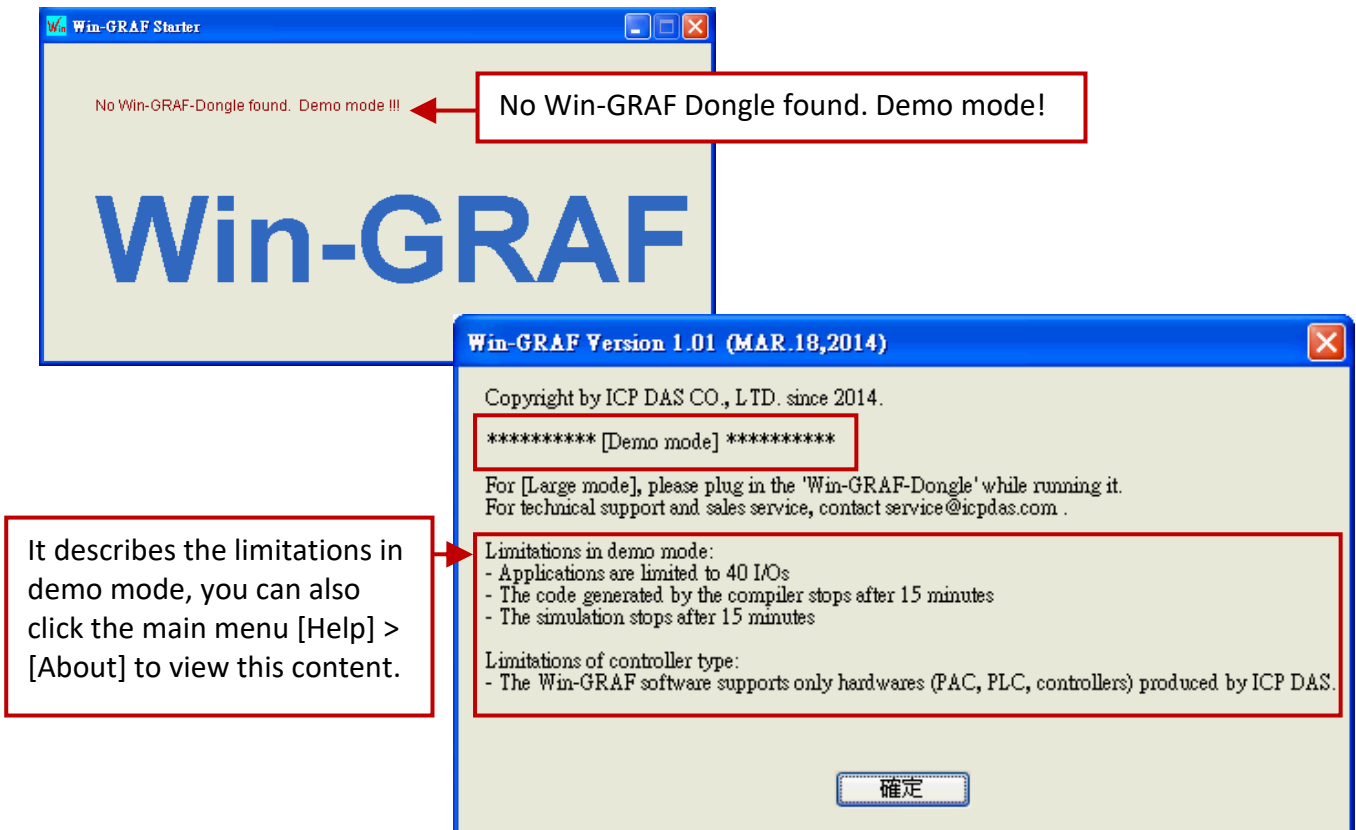 Win-GRAF Starter
No Win-GRAF-Dongle found. Demo mode !!!
No Win-GRAF Dongle found. Demo mode!
Win-GRAF
Win-GRAF Version 1.01 (MAR.18,2014)
Copyright by ICP DAS CO., LTD. since 2014.
********** [Demo mode] **********
For [Large mode], please plug in the 'Win-GRAF-Dongle' while running it.
For technical support and sales service, contact service@icpdas.com .
It describes the limitations in
demo mode, you can also
click the main menu [Help] >
[About] to view this content.
Limitations in demo mode:
- Applications are limited to 40 I/Os
- The code generated by the compiler stops after 15 minutes
- The simulation stops after 15 minutes
Limitations of controller type:
- The Win-GRAF software supports only hardwares (PAC, PLC, controllers) produced by ICP DAS.
確定